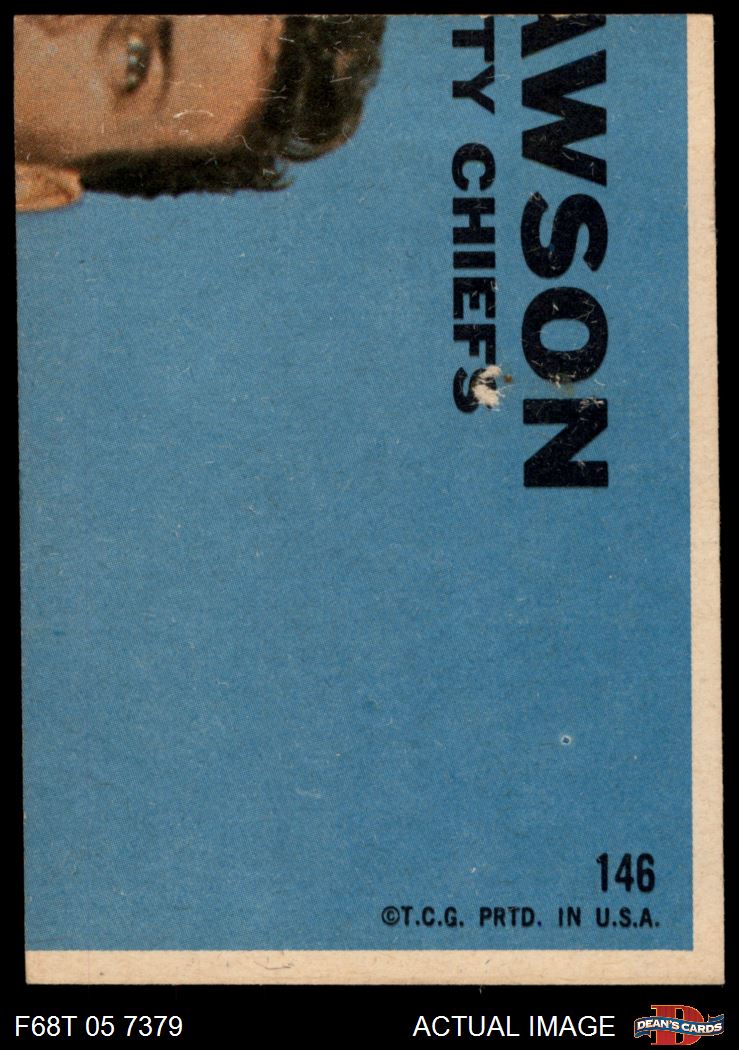 AWSON
TY CHIEFS
146
©T.C.G. PRTD. IN U.S.A.
F68T 05 7379
ACTUAL IMAGE
DEAN'S CARDS